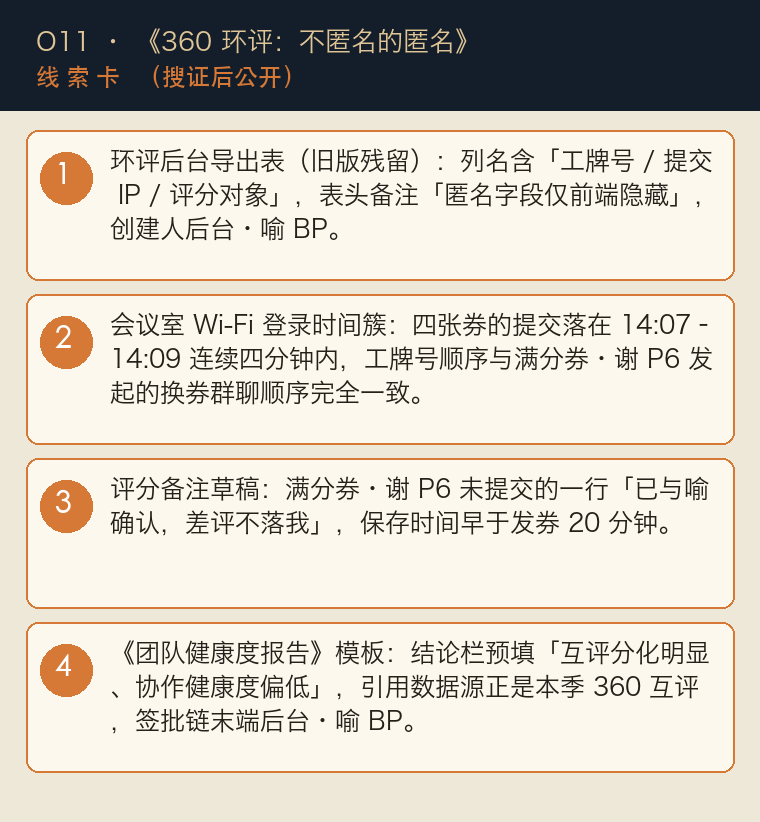 O11 · 《360 环评：不匿名的匿名》
线索卡 （搜证后公开）
1
环评后台导出表（旧版残留）：列名含「工牌号 / 提交
IP / 评分对象」，表头备注「匿名字段仅前端隐藏」，
创建人后台·喻 BP。
2
会议室 Wi-Fi 登录时间簇：四张券的提交落在 14:07 -
14:09 连续四分钟内，工牌号顺序与满分券·谢 P6 发
起的换券群聊顺序完全一致。
3
评分备注草稿：满分券·谢 P6 未提交的一行「已与喻
确认，差评不落我」，保存时间早于发券 20 分钟。
4
《团队健康度报告》模板：结论栏预填「互评分化明显
、协作健康度偏低」，引用数据源正是本季 360 互评
，签批链末端后台·喻 BP。